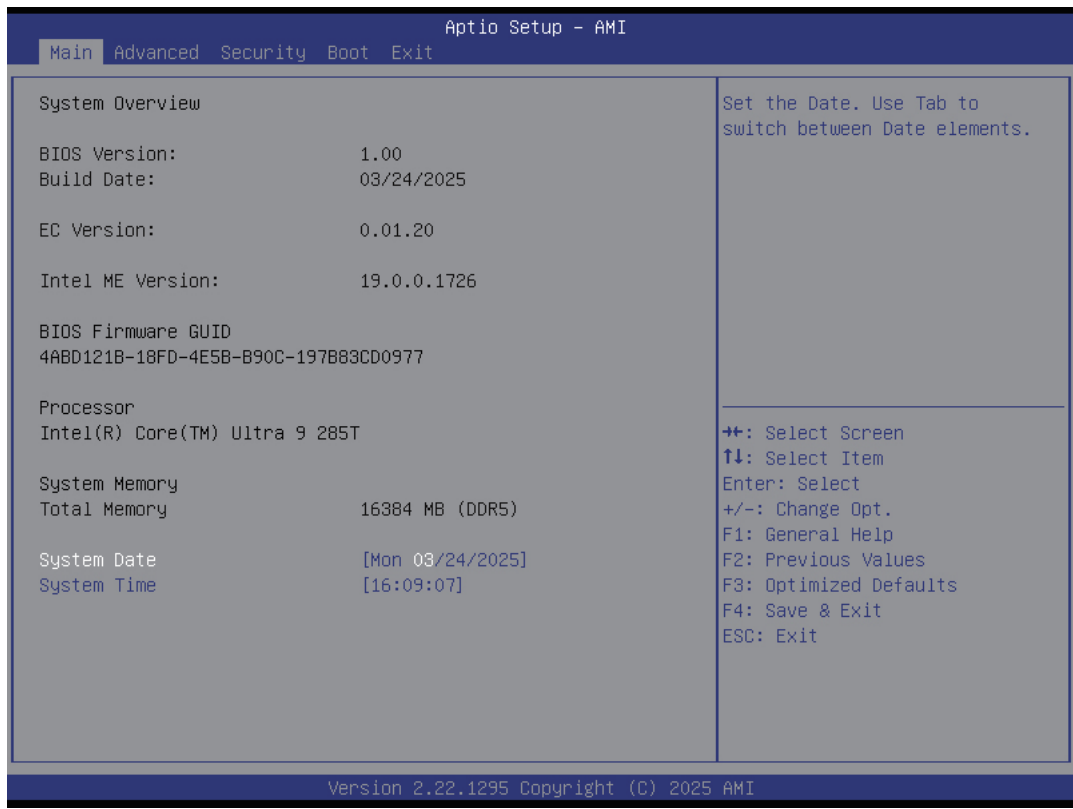 Aptio Setup – AMI
Main Advanced Security Boot Exit
System Overview
BIOS Version: 1.00
Build Date: 03/24/2025
EC Version: 0.01.20
Intel ME Version: 19.0.0.1726
BIOS Firmware GUID
4ABD121B-18FD-4E5B-B90C-197B83CD0977
Processor
Intel(R) Core(TM) Ultra 9 285T
System Memory
Total Memory 16384 MB (DDR5)
System Date [Mon 03/24/2025]
System Time [16:09:07]
Set the Date. Use Tab to
switch between Date elements.
→←: Select Screen
↑↓: Select Item
Enter: Select
+/-: Change Opt.
F1: General Help
F2: Previous Values
F3: Optimized Defaults
F4: Save & Exit
ESC: Exit
Version 2.22.1295 Copyright (C) 2025 AMI